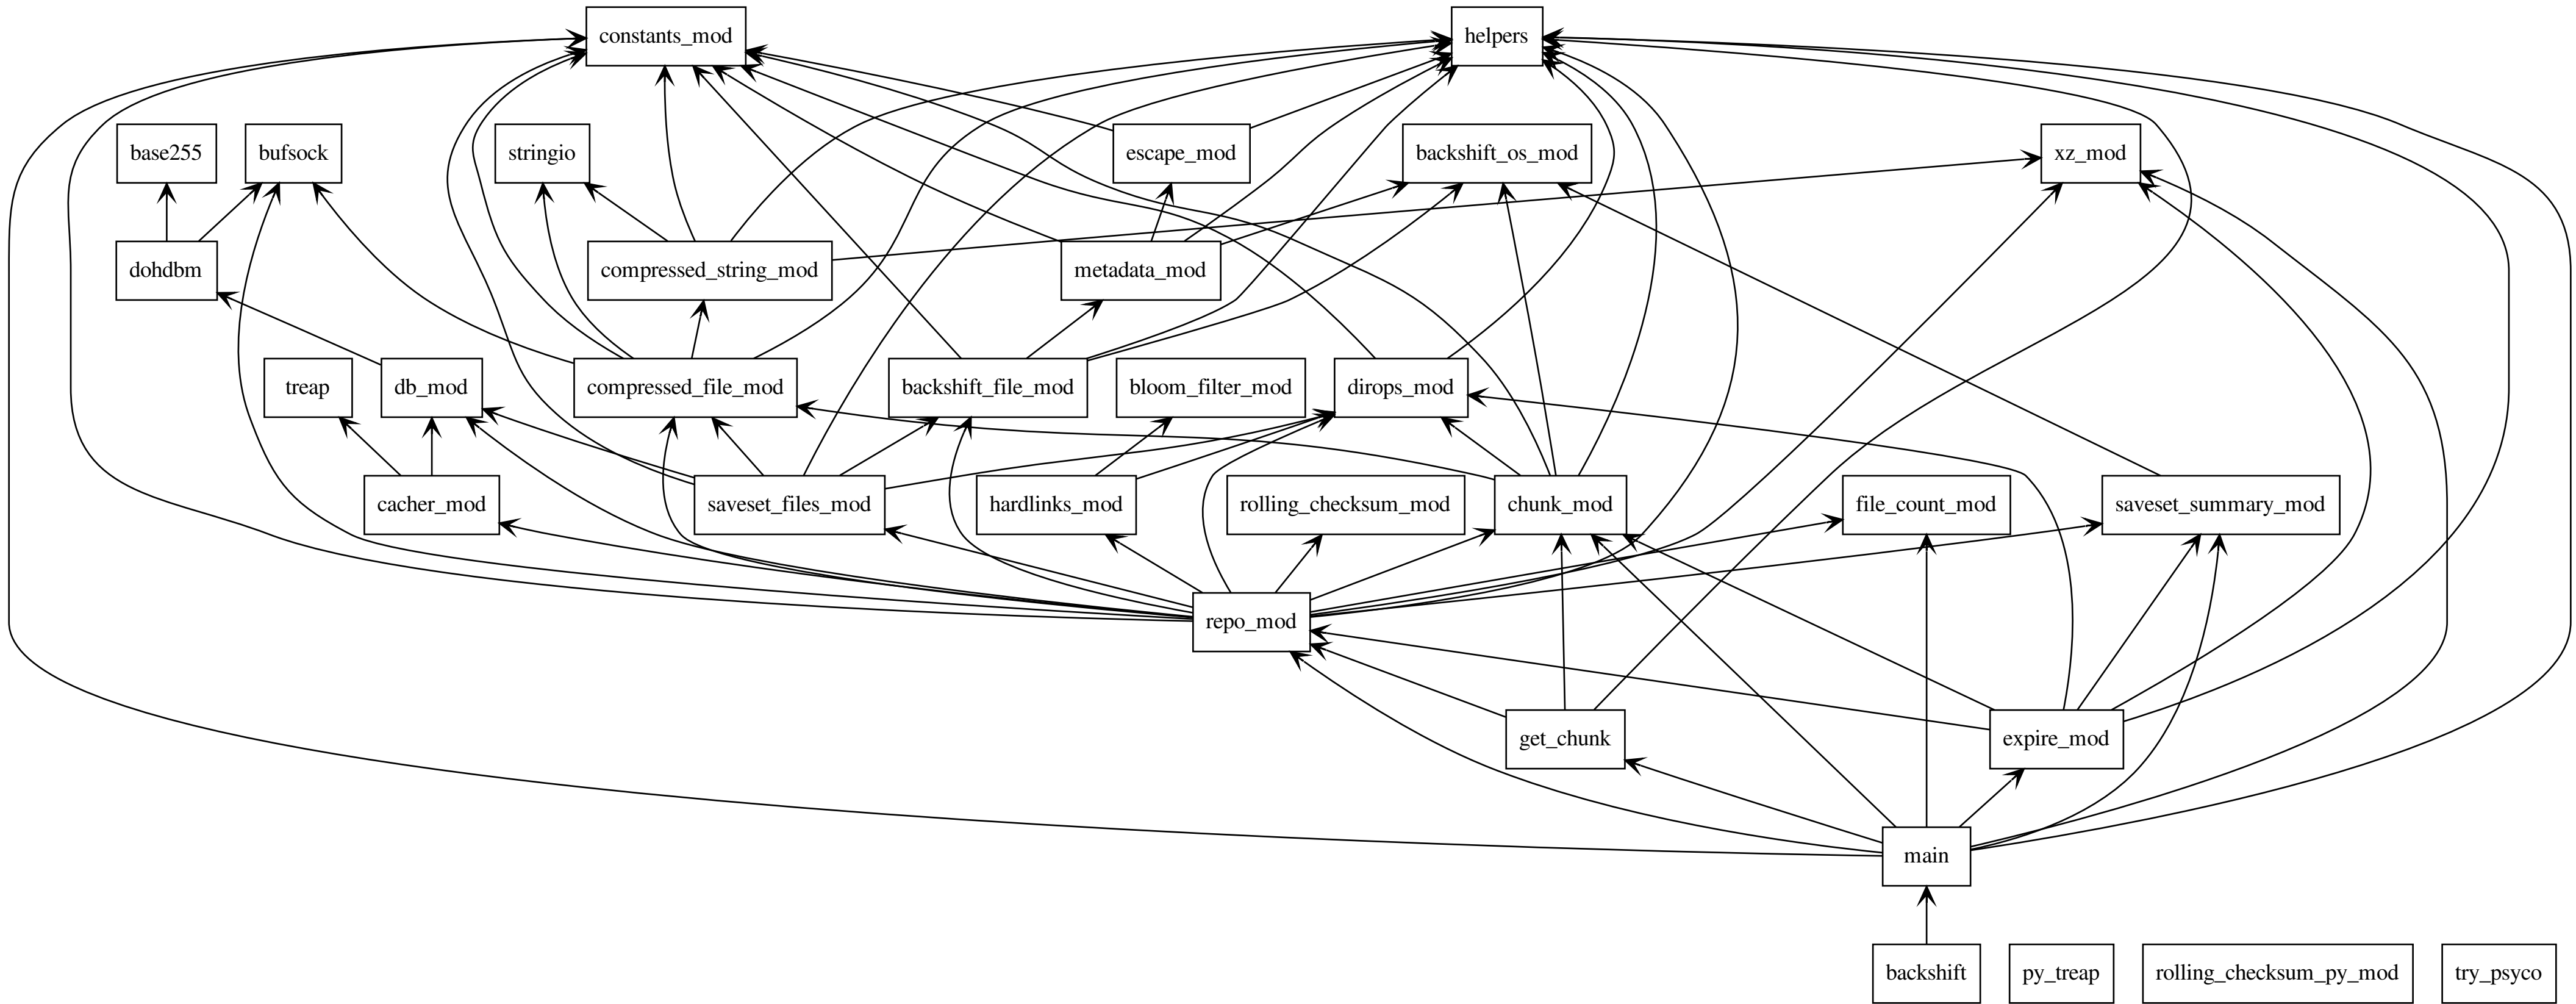 constants_mod
helpers
base255
bufsock
stringio
escape_mod
backshift_os_mod
xz_mod
dohdbm
compressed_string_mod
metadata_mod
treap
db_mod
compressed_file_mod
backshift_file_mod
bloom_filter_mod
dirops_mod
cacher_mod
saveset_files_mod
hardlinks_mod
rolling_checksum_mod
chunk_mod
file_count_mod
saveset_summary_mod
repo_mod
get_chunk
expire_mod
main
backshift
py_treap
rolling_checksum_py_mod
try_psyco